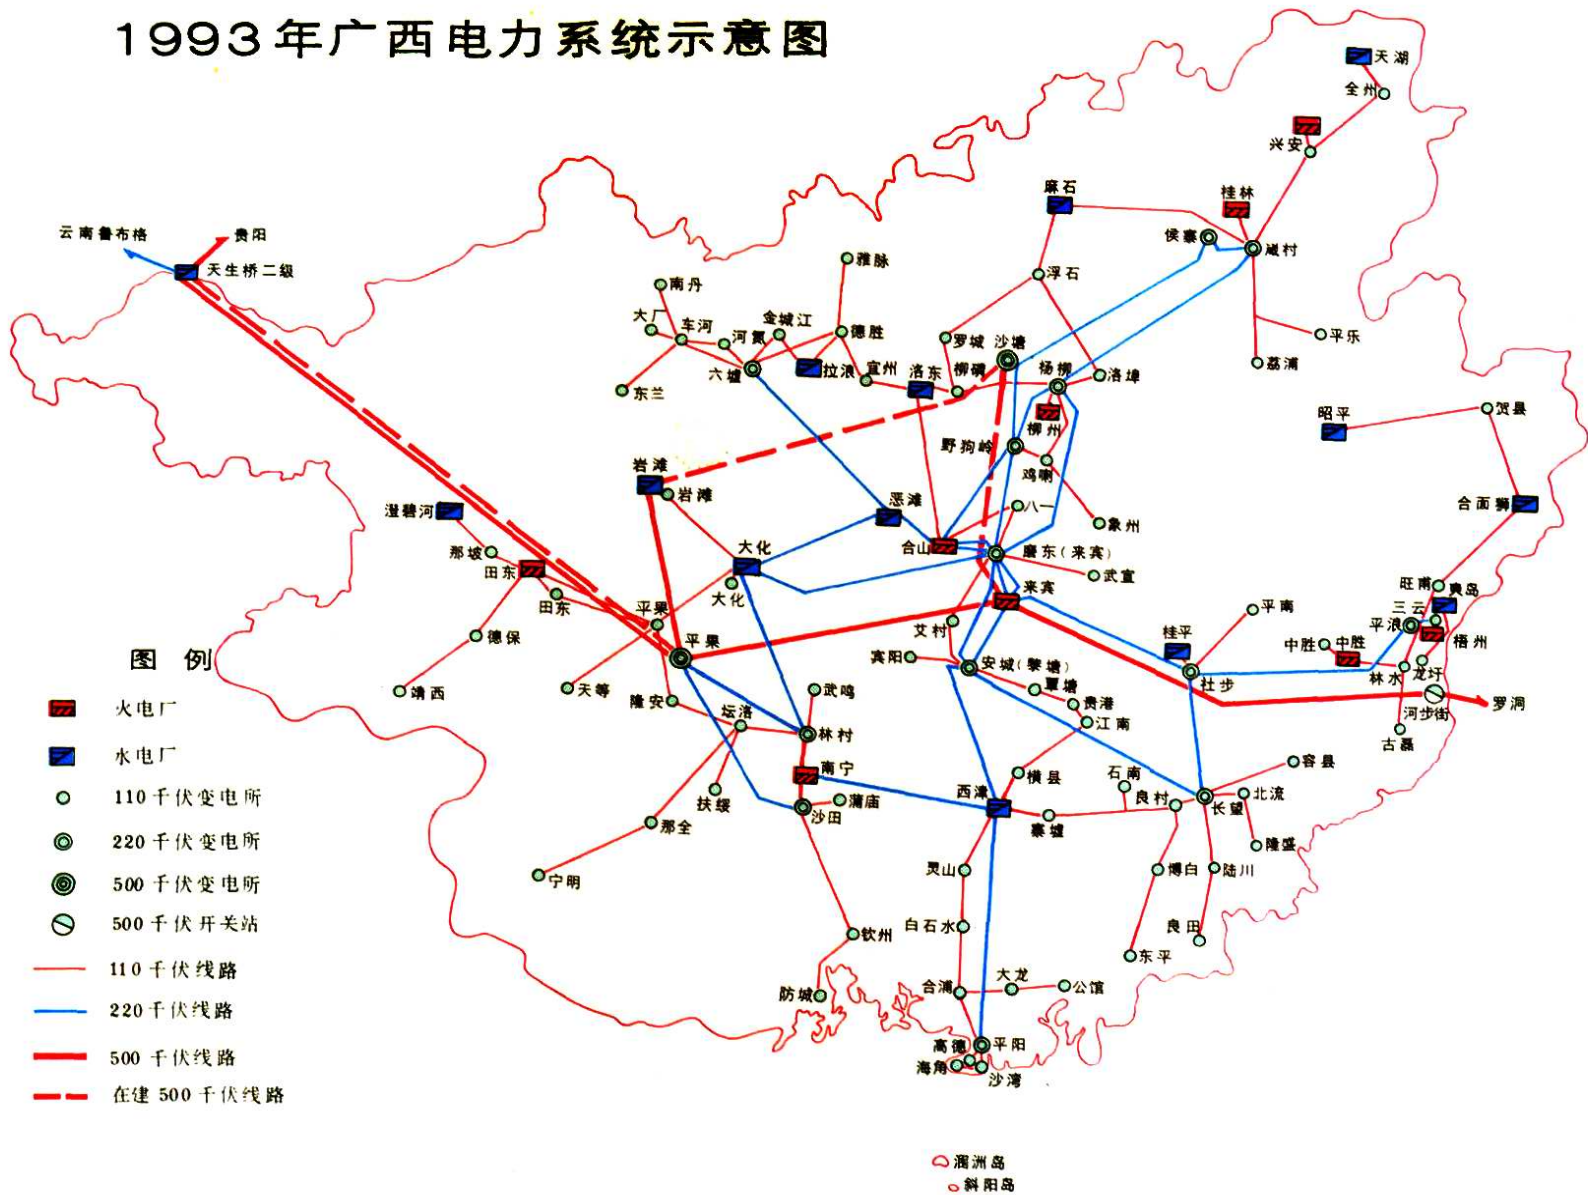 1993年广西电力系统示意图
天湖
全州
兴安
桂林
麻石
侯寨
嵅村
云南鲁布格
贵阳
天生桥二级
雅脉
南丹
浮石
大厂
车河
河氮
金城江
德胜
罗城
沙塘
平乐
六墟
拉浪
宜州
洛东
柳磷
杨柳
洛埠
荔浦
东兰
昭平
贺县
柳州
野狗岭
鸡喇
岩滩
岩滩
恶滩
八一
象州
合面狮
澄碧河
那坡
田东
田东
大化
大化
合山
磨东(来宾)
武宣
来宾
旺甫
爽岛
三云
平浪
梧州
平南
桂平
中胜
中胜
林水
龙圩
德保
平果
平果
艾村
宾阳
安城(黎塘)
覃塘
贵港
江南
社步
河步街
罗洞
古磊
靖西
天等
隆安
武鸣
坛洛
林村
图例
火电厂
水电厂
110千伏变电所
220千伏变电所
500千伏变电所
500千伏开关站
110千伏线路
220千伏线路
500千伏线路
在建500千伏线路
南宁
扶绥
沙田
蒲庙
西津
横县
寨墟
石南
良村
长望
容县
北流
隆盛
那全
宁明
灵山
博白
陆川
白石水
良田
东平
钦州
防城
合浦
大龙
公馆
高德
平阳
海角
沙湾
涠洲岛
斜阳岛